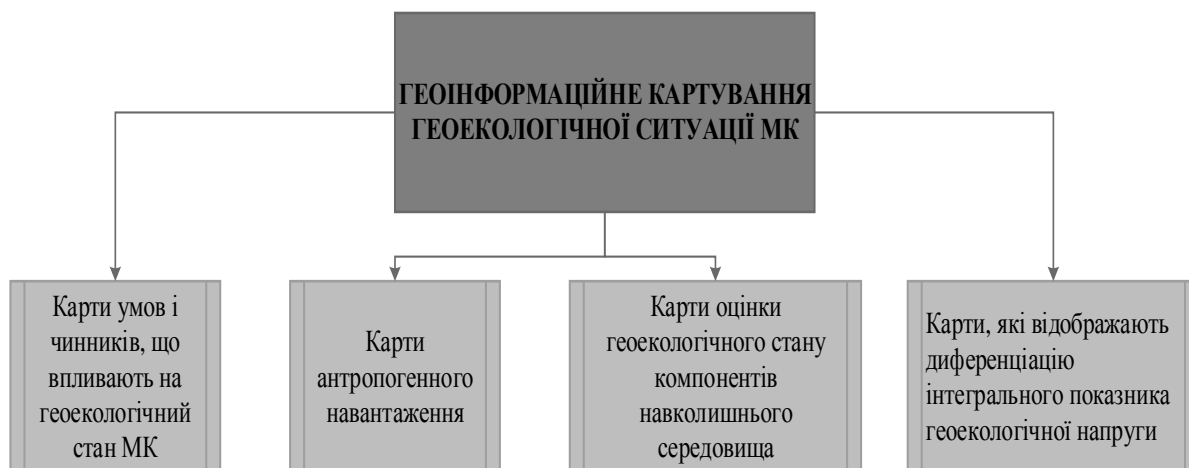 ГЕОІНФОРМАЦІЙНЕ КАРТУВАННЯ
ГЕОЕКОЛОГІЧНОЇ СИТУАЦІЇ МК
Карти умов і
чинників, що
впливають на
геоекологічний
стан МК
Карти
антропогенного
навантаження
Карти оцінки
геоекологічного стану
компонентів
навколишнього
середовища
Карти, які відображають
диференціацію
інтегрального показника
геоекологічної напруги